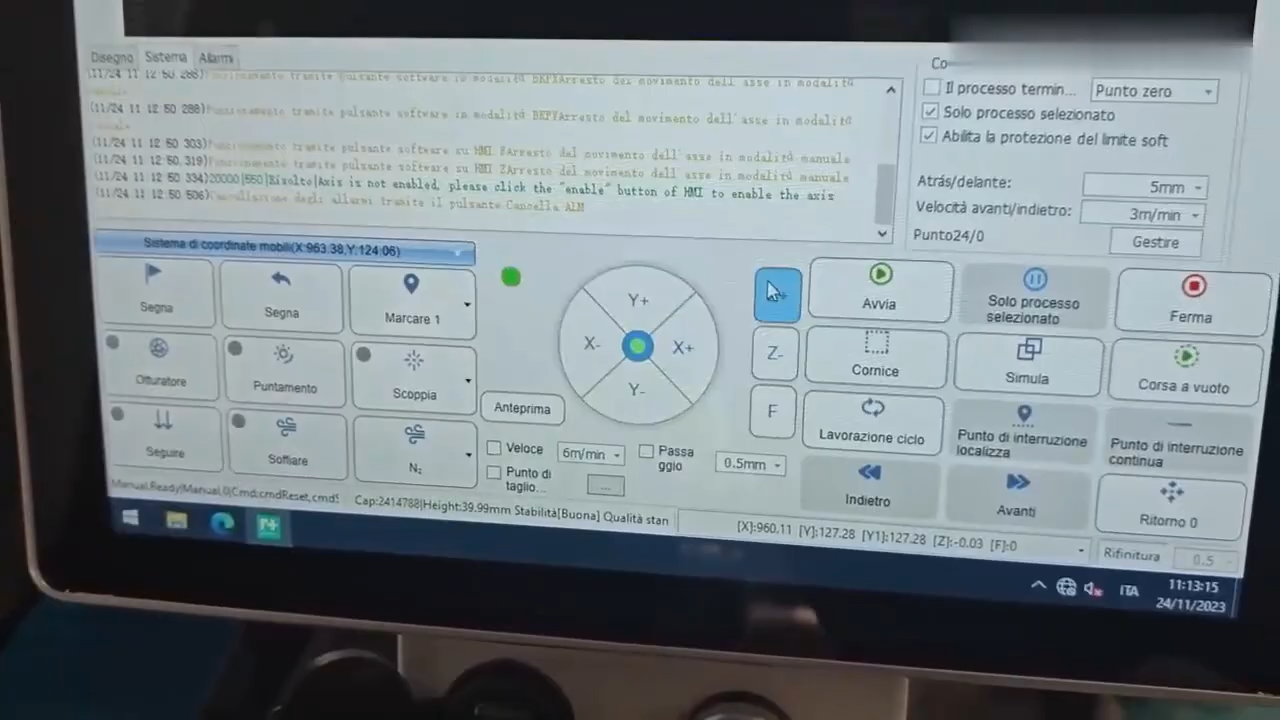 Disegno Sistema Allarmi
Co
(11/24 11 12 50 288)Funzionamento tramite pulsante software in modalità Arresto del movimento dell'asse in modalità
(11/24 11 12 50 303)Funzionamento tramite pulsante software su HMI Arresto del movimento dell'asse in modalità manuale
(11/24 11 12 50.319)Funzionamento tramite pulsante software su HMI ZArresto del movimento dell'asse in modalità manuale
(11/24 11 12 50 334)20000|550|Risolto|Axis is not enabled, please click the "enable" button of HMI to enable the axis
(11/24 11 12 50.506)Cancellazione degli allarmi tramite il pulsante Cancella ALM
Il processo termin... Punto zero
Solo processo selezionato
Abilita la protezione del limite soft
Atrás/delante: 5mm
Velocità avanti/indietro: 3m/min
Punto24/0 Gestire
Sistema di coordinate mobili(X:963.38,Y:124.06)
Segna
Segna
Marcare 1
Otturatore
Puntamento
Scoppia
Seguire
Soffiare
N₂
Y+
X-
X+
Y-
Anteprima
Veloce 6m/min
Passa
ggio
0.5mm
Punto di
taglio...
...
Z-
F
Avvia
Solo processo
selezionato
Ferma
Cornice
Simula
Corsa a vuoto
Lavorazione ciclo
Punto di interruzione
localizza
Punto di interruzione
continua
Indietro
Avanti
Ritorno 0
Manual,Ready|Manual,0|Cmd:cmdReset,cmdS
Cap:2414788|Height:39.99mm Stabilità[Buona] Qualità stan
[X]:960.11 [Y]:127.28 [Y1]:127.28 [Z]:-0.03 [F]:0
Rifinitura 0.5
ITA
11:13:15
24/11/2023